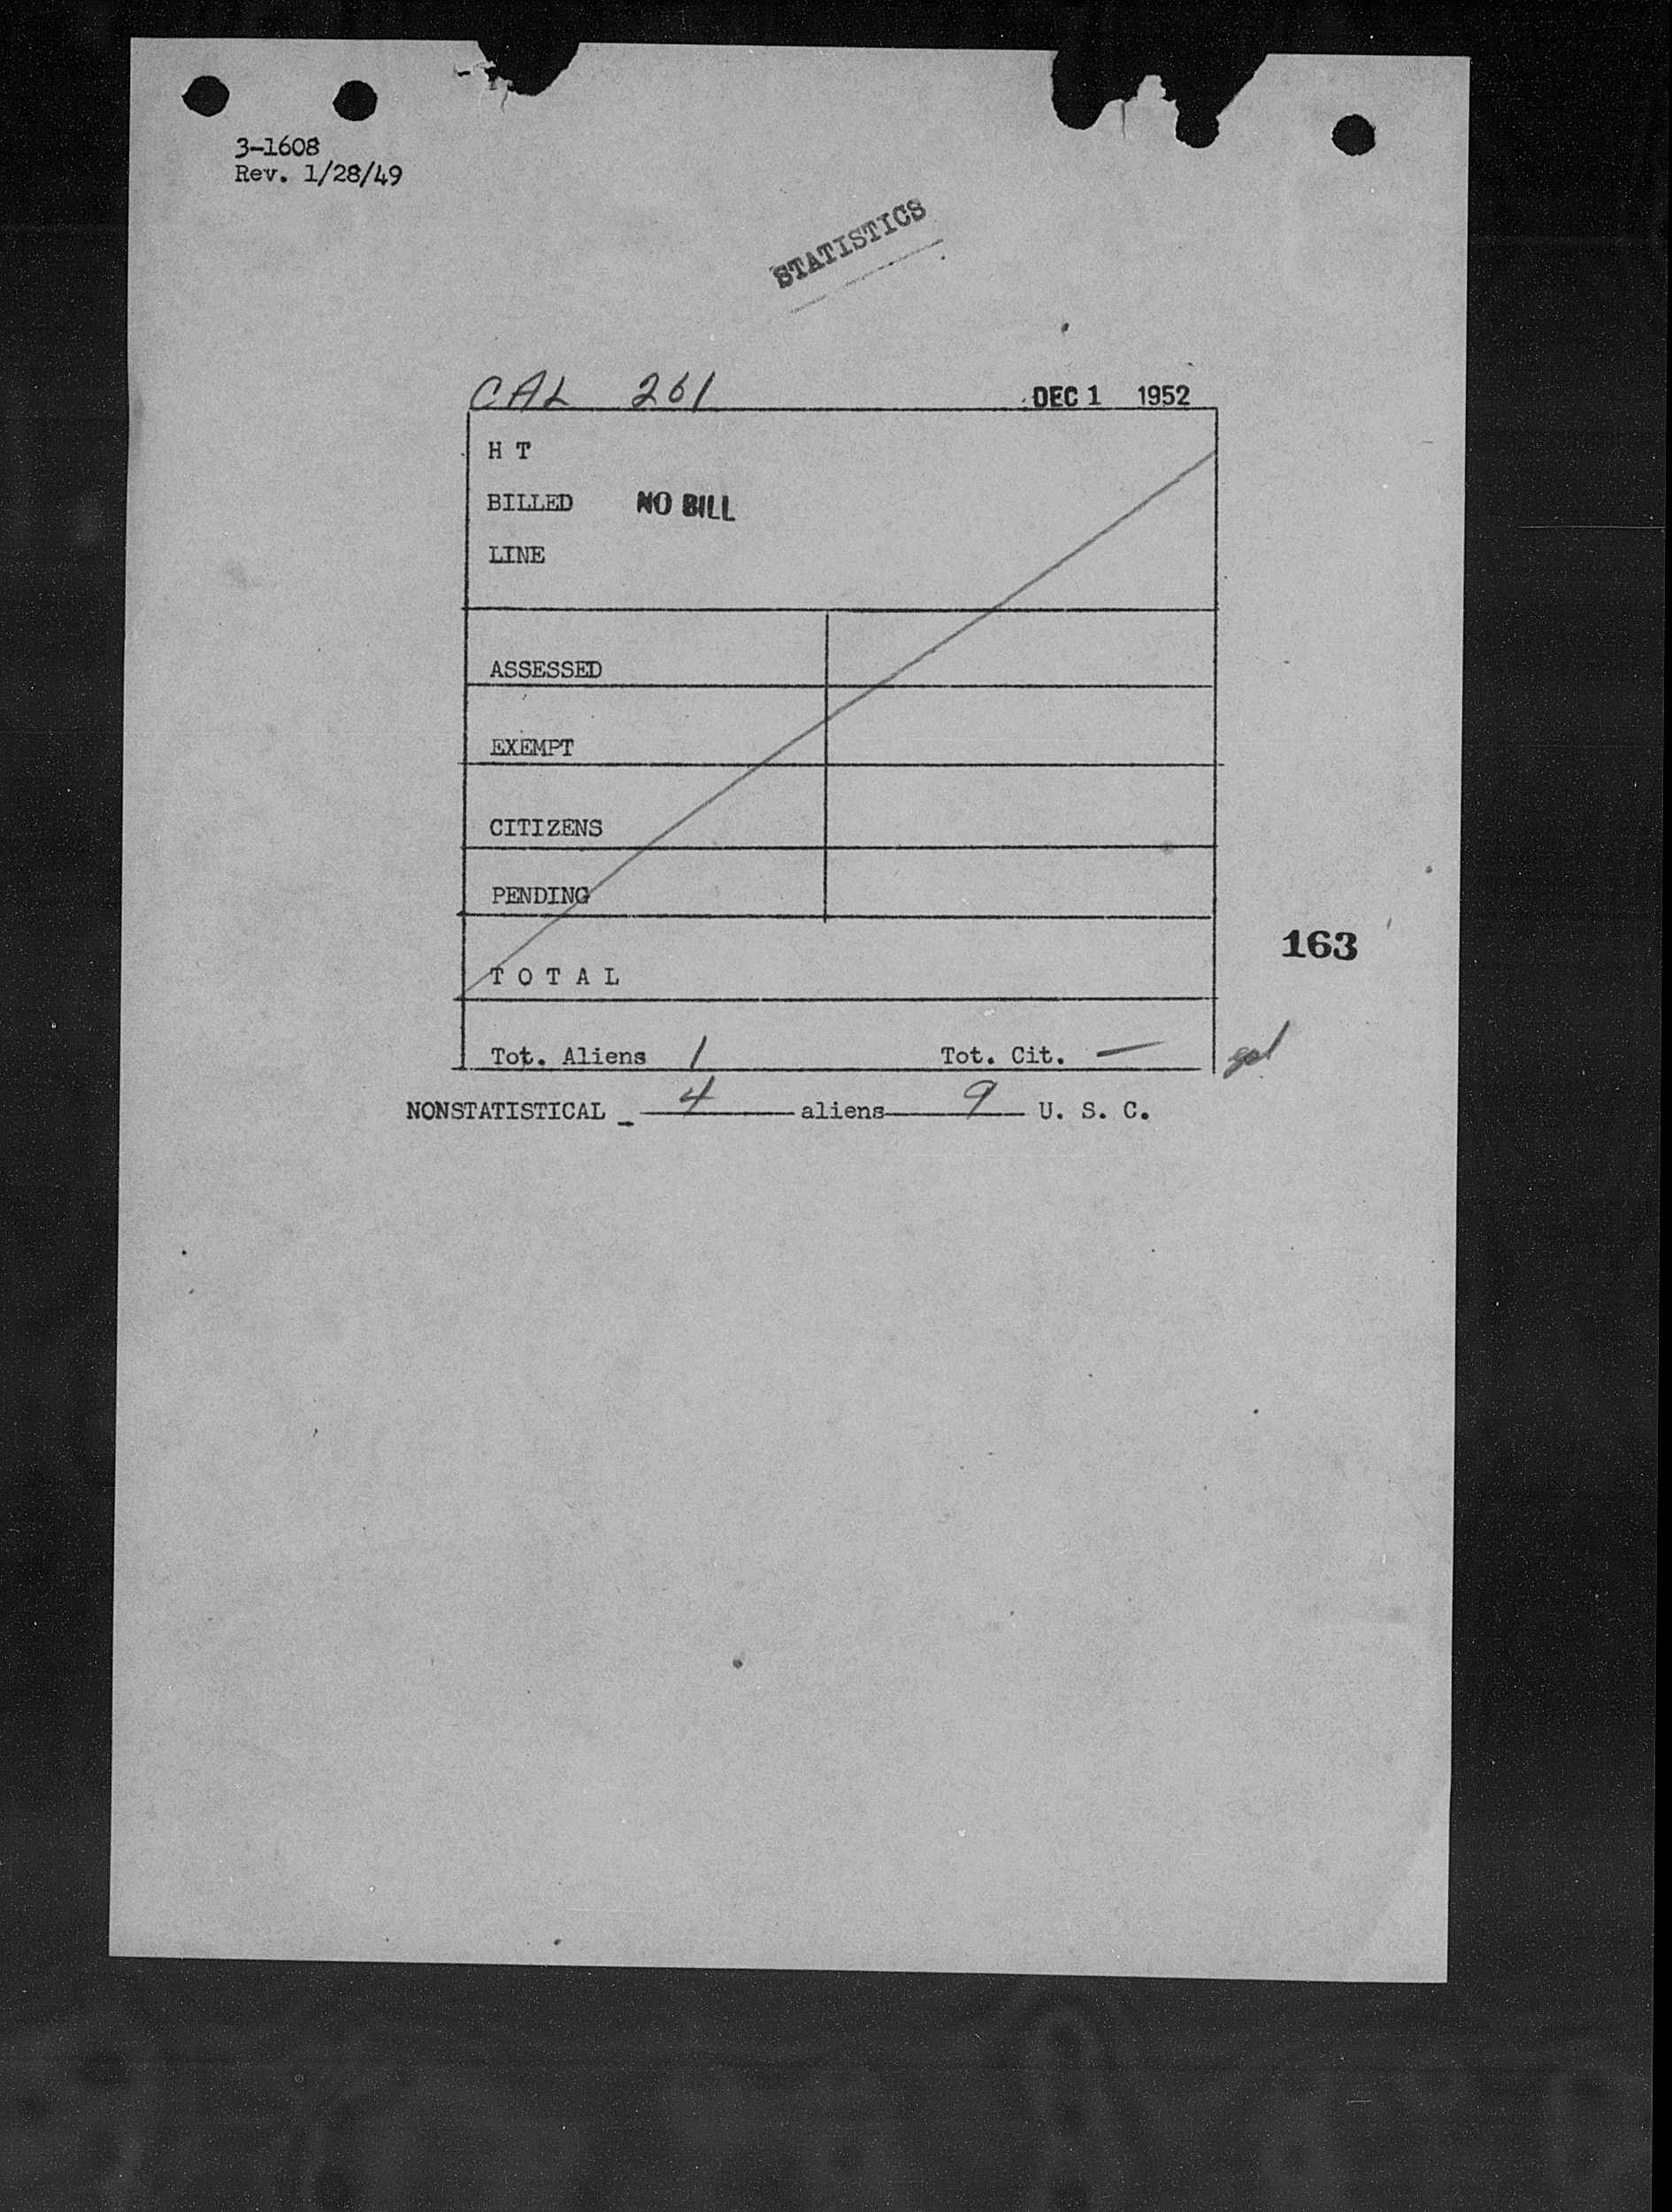 3-1608
Rev. 1/28/49
STATISTICS
CAL 261 DEC 1 1952
H T
BILLED NO BILL
LINE
ASSESSED
EXEMPT
CITIZENS
PENDING
163
T O T A L
Tot. Aliens 1 Tot. Cit. —
NONSTATISTICAL - 4 aliens 9 U. S. C.